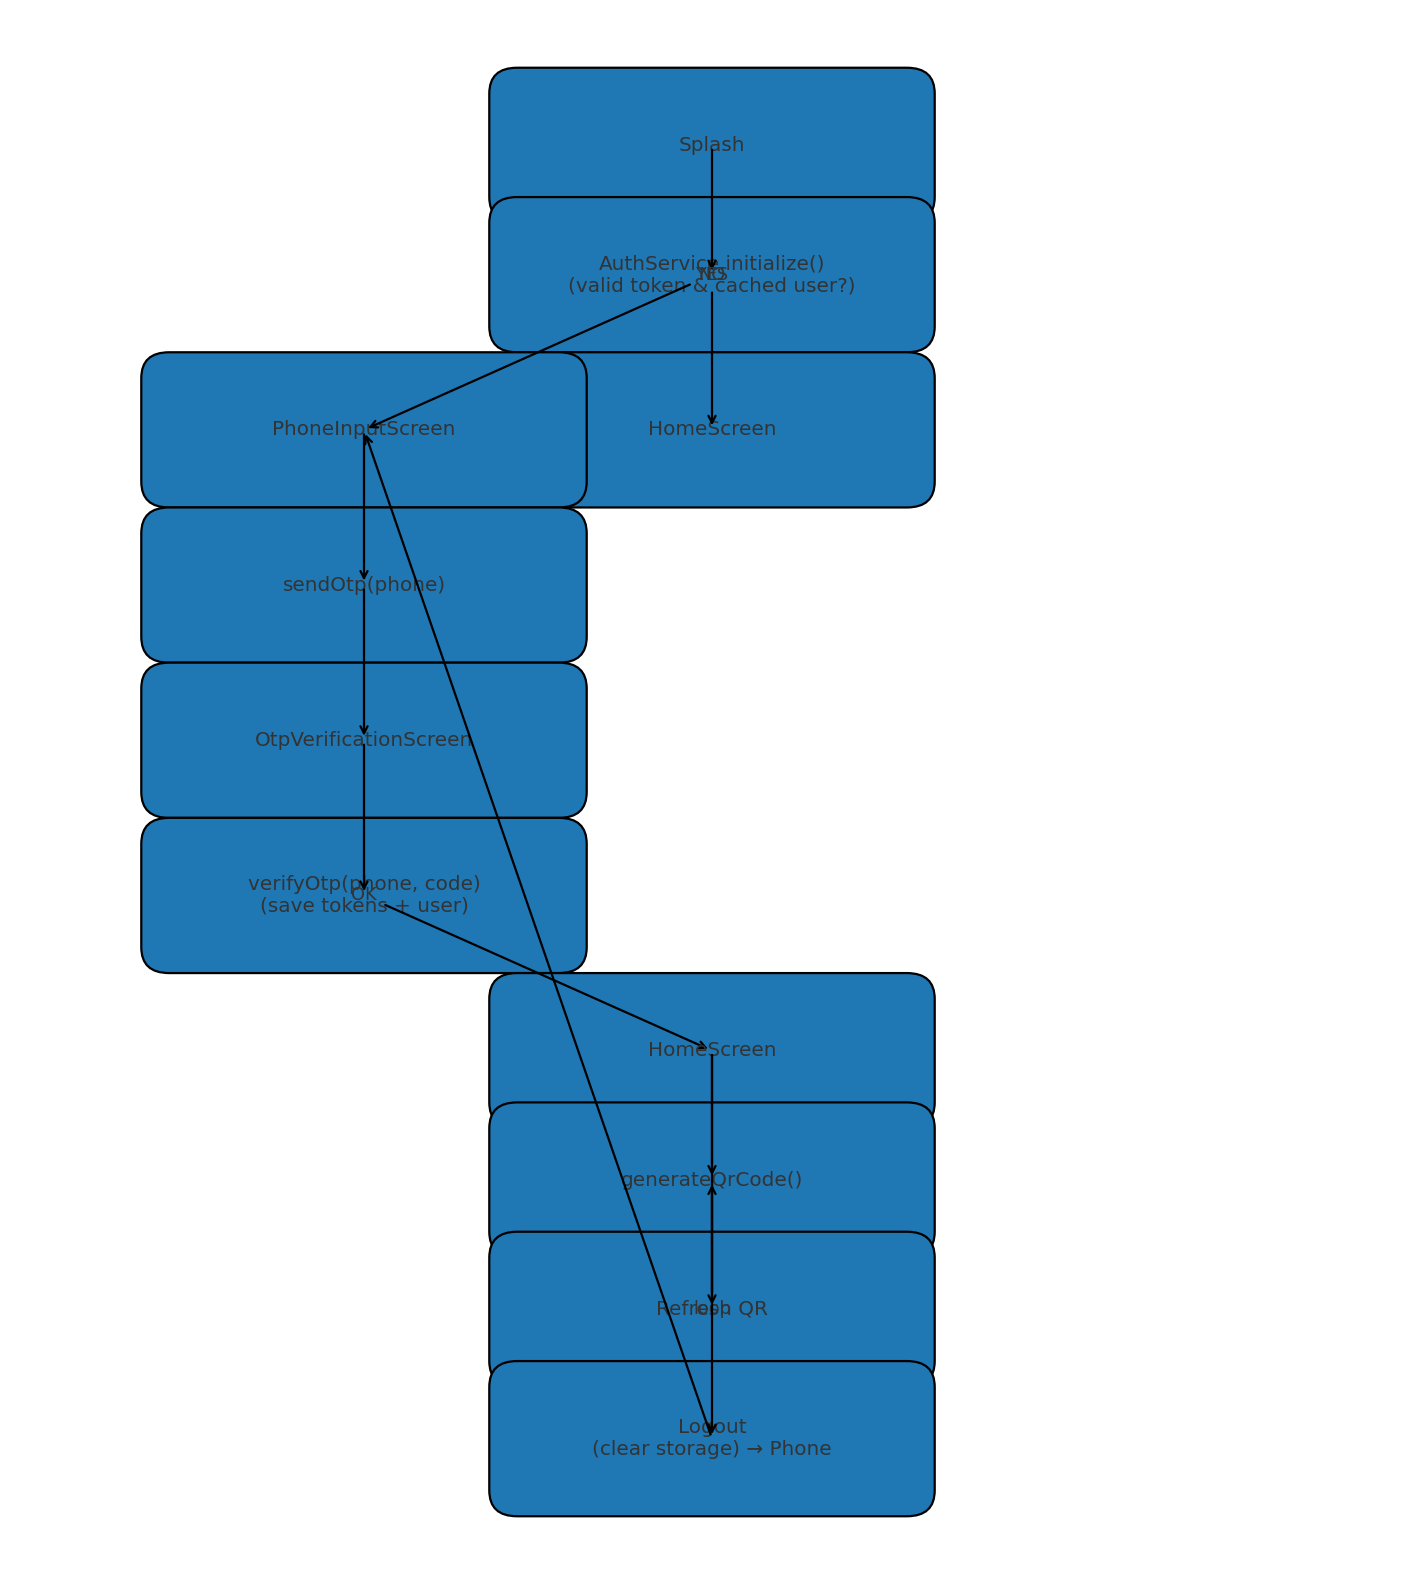 Splash
AuthService.initialize()
(valid token & cached user?)
NO
YES
PhoneInputScreen
HomeScreen
sendOtp(phone)
OtpVerificationScreen
verifyOtp(phone, code)
OK
(save tokens + user)
HomeScreen
generateQrCode()
Refresh QR
loop
Logout
(clear storage) → Phone